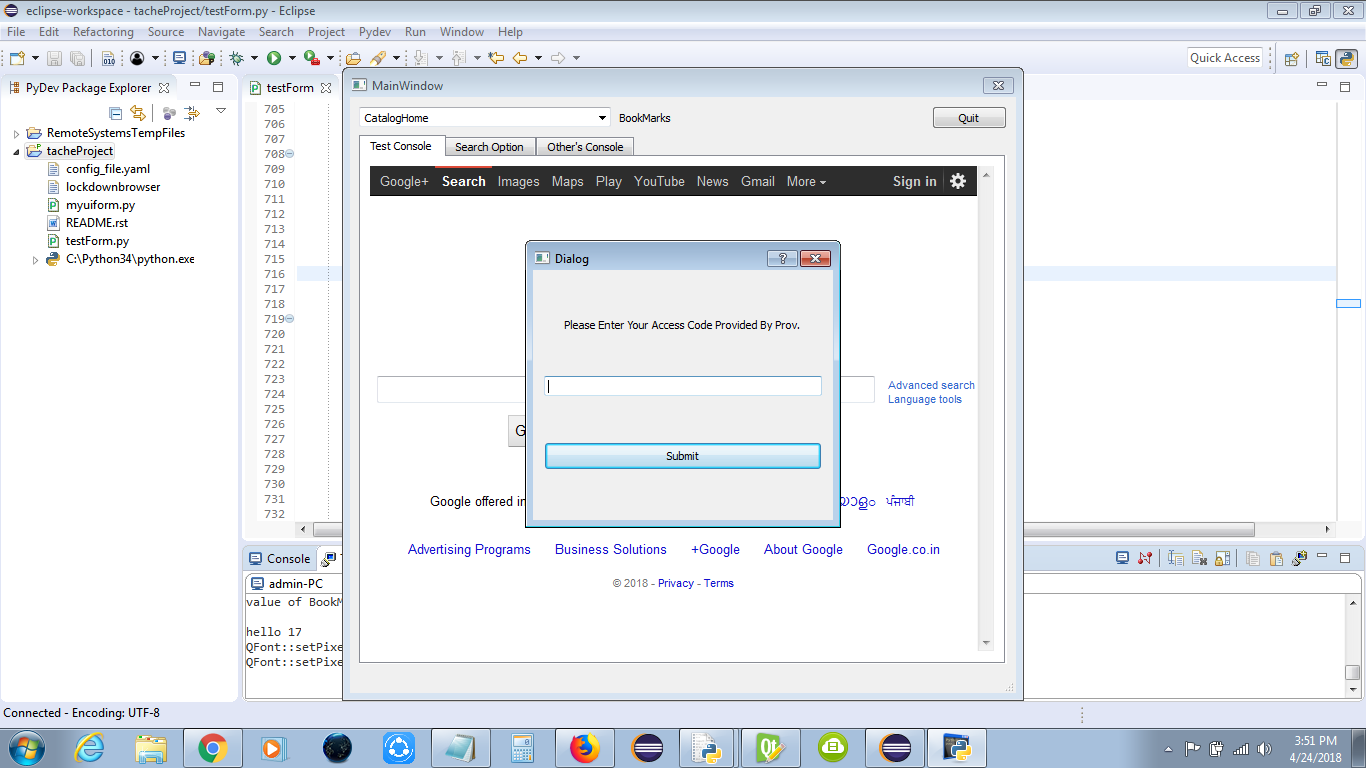 eclipse-workspace - tacheProject/testForm.py - Eclipse
File Edit Refactoring Source Navigate Search Project Pydev Run Window Help
Quick Access
PyDev Package Explorer
RemoteSystemsTempFiles
tacheProject
config_file.yaml
lockdownbrowser
myuiform.py
README.rst
testForm.py
C:\Python34\python.exe
testForm
705
706
707
708
709
710
711
712
713
714
715
716
717
718
719
720
721
722
723
724
725
726
727
728
729
730
731
732
MainWindow
CatalogHome BookMarks Quit
Test Console Search Option Other's Console
Google+ Search Images Maps Play YouTube News Gmail More Sign in
Advanced search
Language tools
G
Google offered in ਪੰਜਾਬੀ
Advertising Programs Business Solutions +Google About Google Google.co.in
© 2018 - Privacy - Terms
Dialog
?
Please Enter Your Access Code Provided By Prov.
Submit
Console
admin-PC
value of BookM
hello 17
QFont::setPixe
QFont::setPixe
Connected - Encoding: UTF-8
3:51 PM
4/24/2018